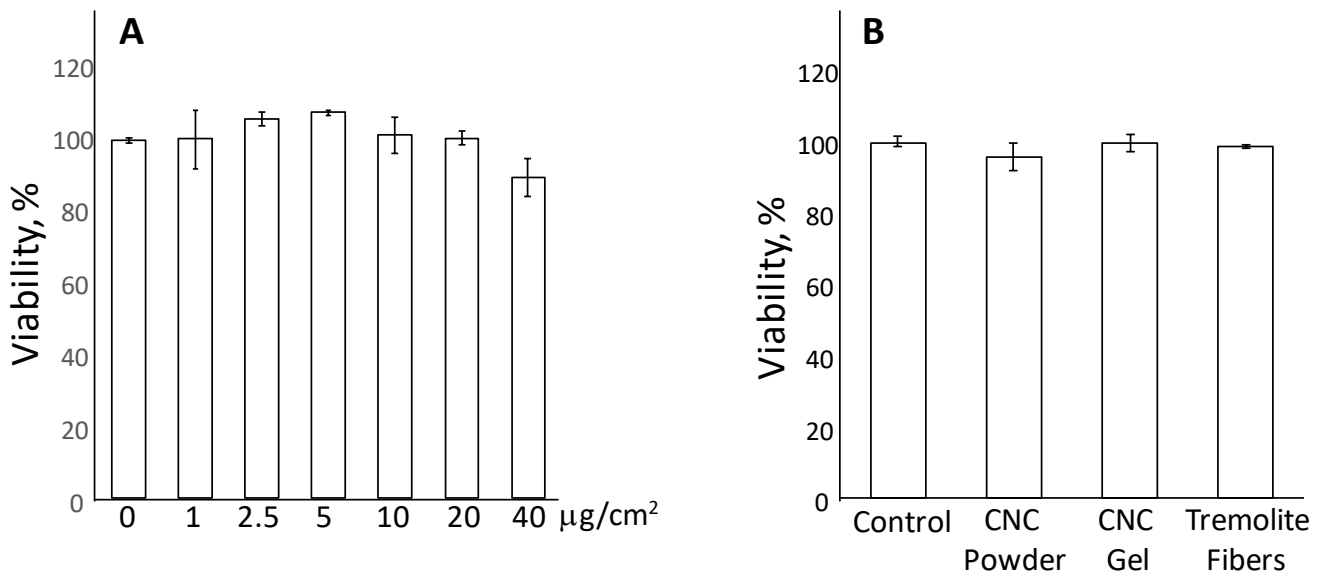 A
Viability, %
120
100
80
60
40
20
0
0 1 2.5 5 10 20 40 μg/cm²
B
Viability, %
120
100
80
60
40
20
0
Control CNC CNC Tremolite
Powder Gel Fibers